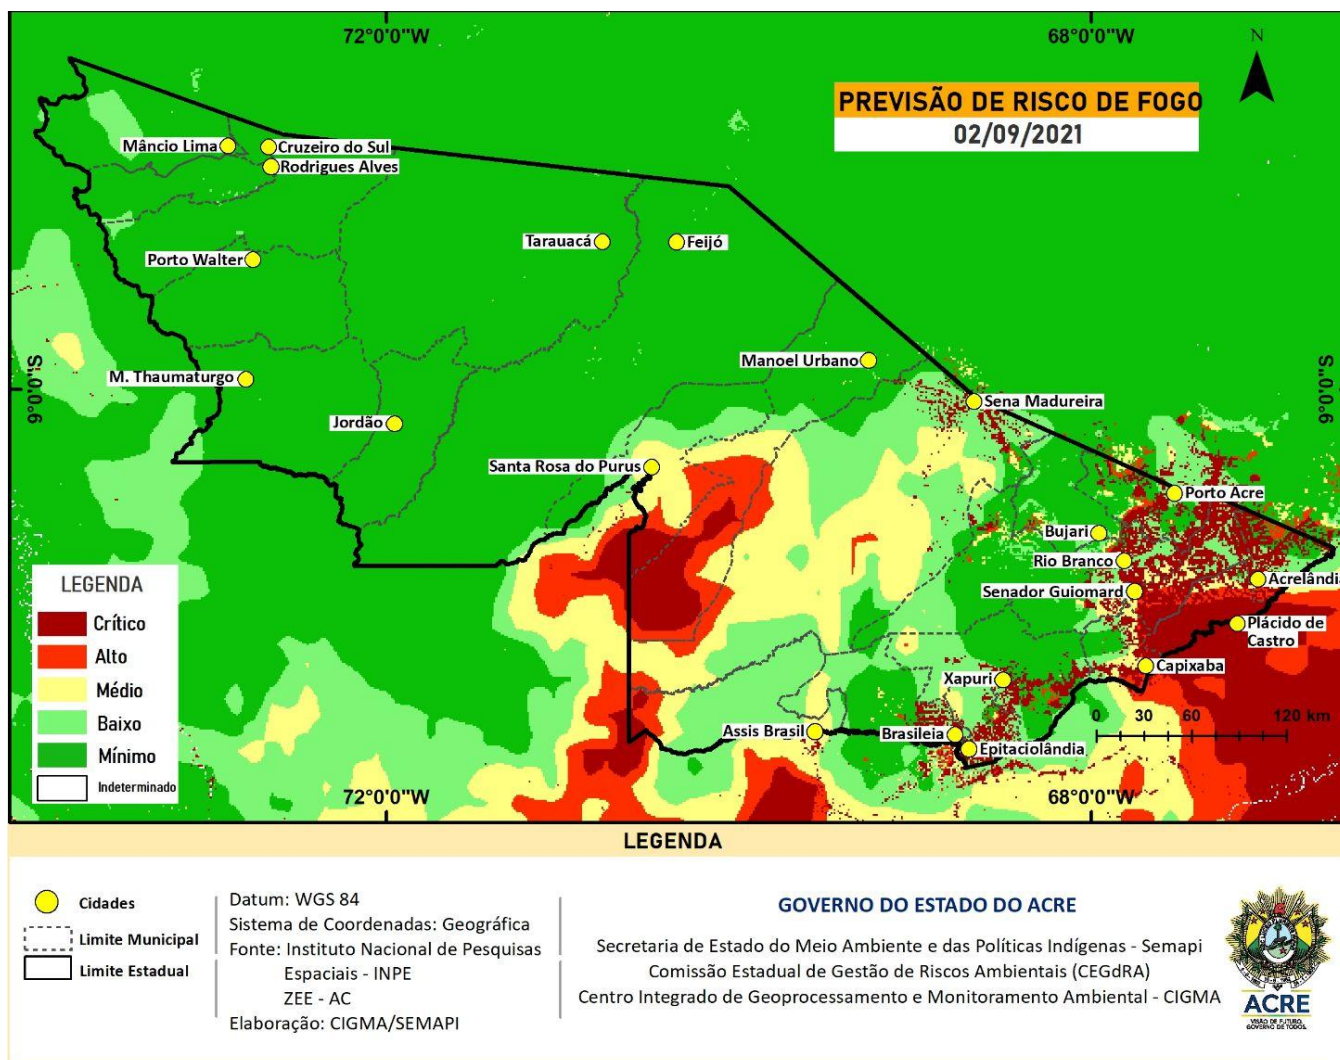 72°0'0"W
68°0'0"W
N
PREVISÃO DE RISCO DE FOGO
02/09/2021
Mâncio Lima
Cruzeiro do Sul
Rodrigues Alves
Tarauacá
Feijó
Porto Walter
Manoel Urbano
M. Thaumaturgo
9°0'0"S
9°0'0"S
Sena Madureira
Jordão
Santa Rosa do Purus
Porto Acre
Bujari
Rio Branco
Acrelândia
Senador Guiomard
Plácido de
Castro
Capixaba
Xapuri
Assis Brasil
Brasileia
Epitaciolândia
0 30 60 120 km
LEGENDA
Crítico
Alto
Médio
Baixo
Mínimo
Indeterminado
72°0'0"W
68°0'0"W
LEGENDA
Cidades
Limite Municipal
Limite Estadual
Datum: WGS 84
Sistema de Coordenadas: Geográfica
Fonte: Instituto Nacional de Pesquisas
Espaciais - INPE
ZEE - AC
Elaboração: CIGMA/SEMAPI
GOVERNO DO ESTADO DO ACRE
Secretaria de Estado do Meio Ambiente e das Políticas Indígenas - Semapi
Comissão Estadual de Gestão de Riscos Ambientais (CEGdRA)
Centro Integrado de Geoprocessamento e Monitoramento Ambiental - CIGMA
ACRE
VISÃO DE FUTURO,
GOVERNO DE TODOS.